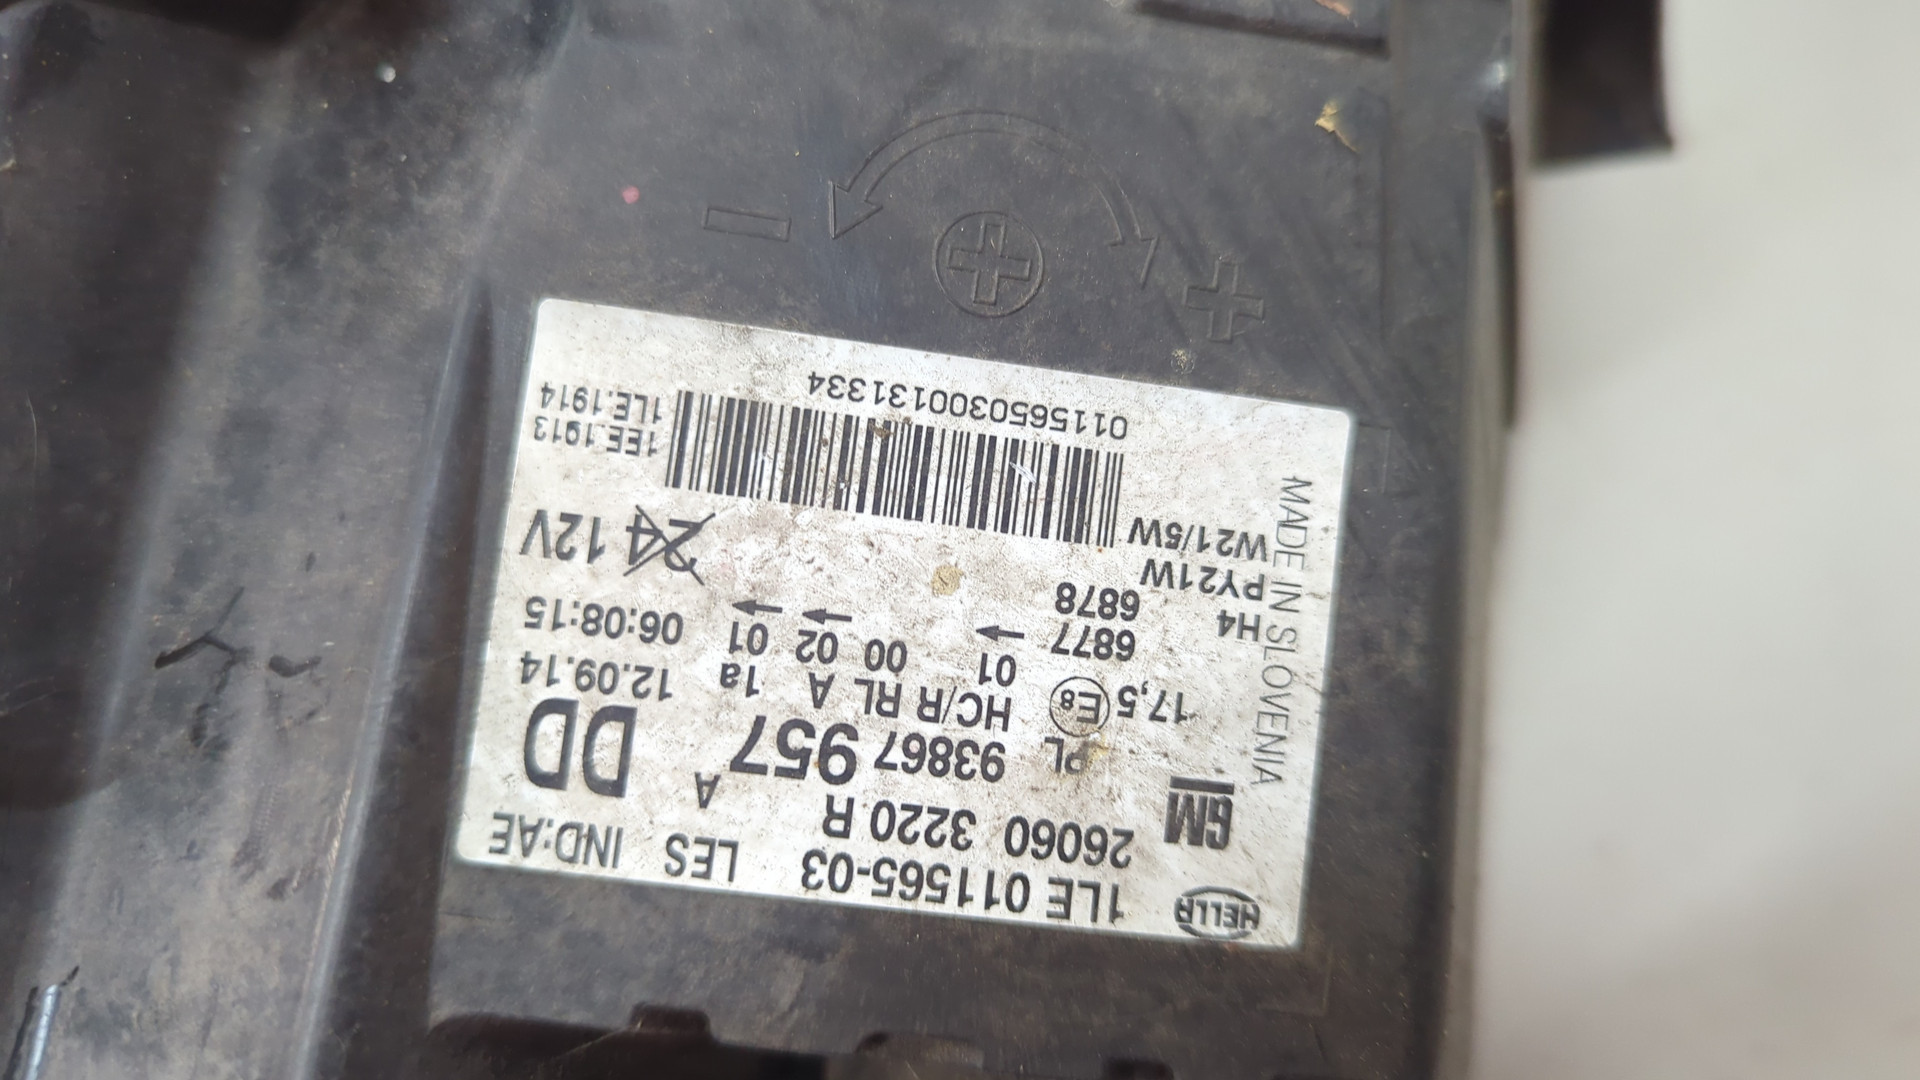 HELLA 1LE 011565-03 LES IND:AE
GM 26060 3220 R
PL 93867 957 A DD
17,5 E8 HC/R RL A 1a 12.09.14
6877 01 00 02 01 06:08:15
H4 6878
PY21W 24 12V
W21/5W
1EE.1913
1LE.1914
0115650300131334
MADE IN SLOVENIA